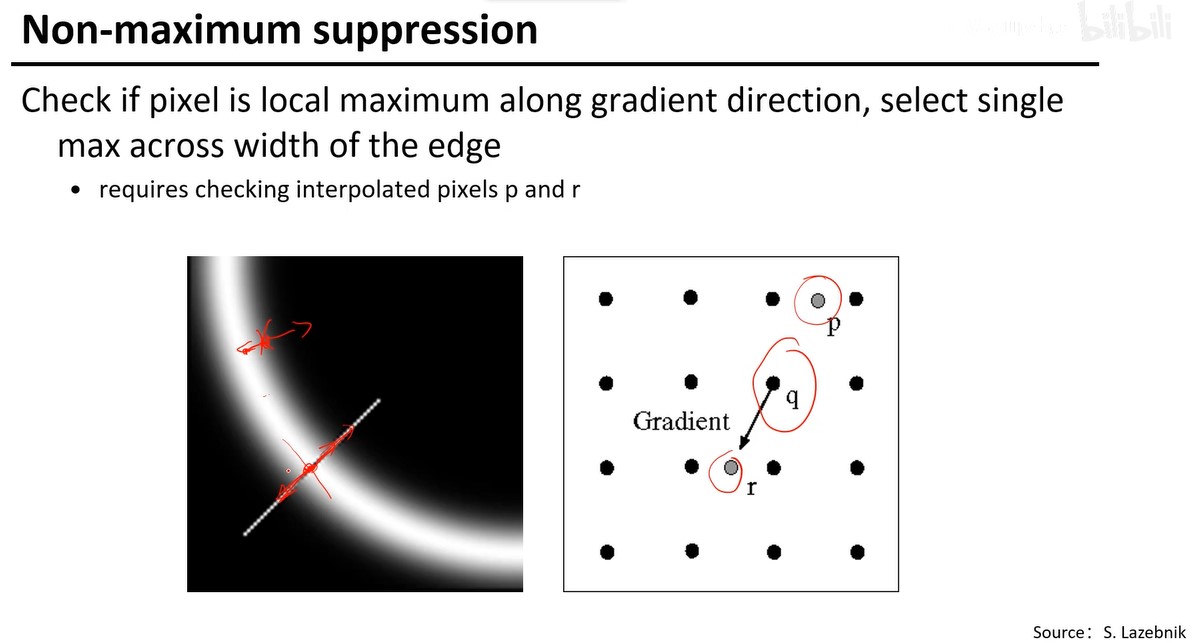 Non-maximum suppression
bilibili
Check if pixel is local maximum along gradient direction, select single
max across width of the edge
• requires checking interpolated pixels p and r
p
q
Gradient
r
Source: S. Lazebnik